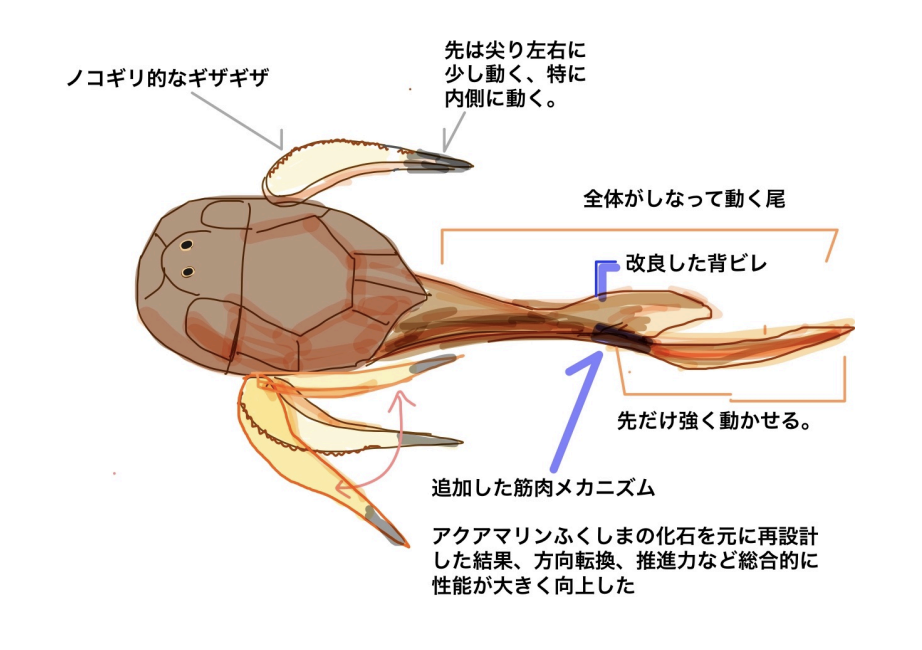 先は尖り左右に
少し動く、特に
内側に動く。
ノコギリ的なギザギザ
全体がしなって動く尾
改良した背ビレ
先だけ強く動かせる。
追加した筋肉メカニズム
アクアマリンふくしまの化石を元に再設計
した結果、方向転換、推進力など総合的に
性能が大きく向上した